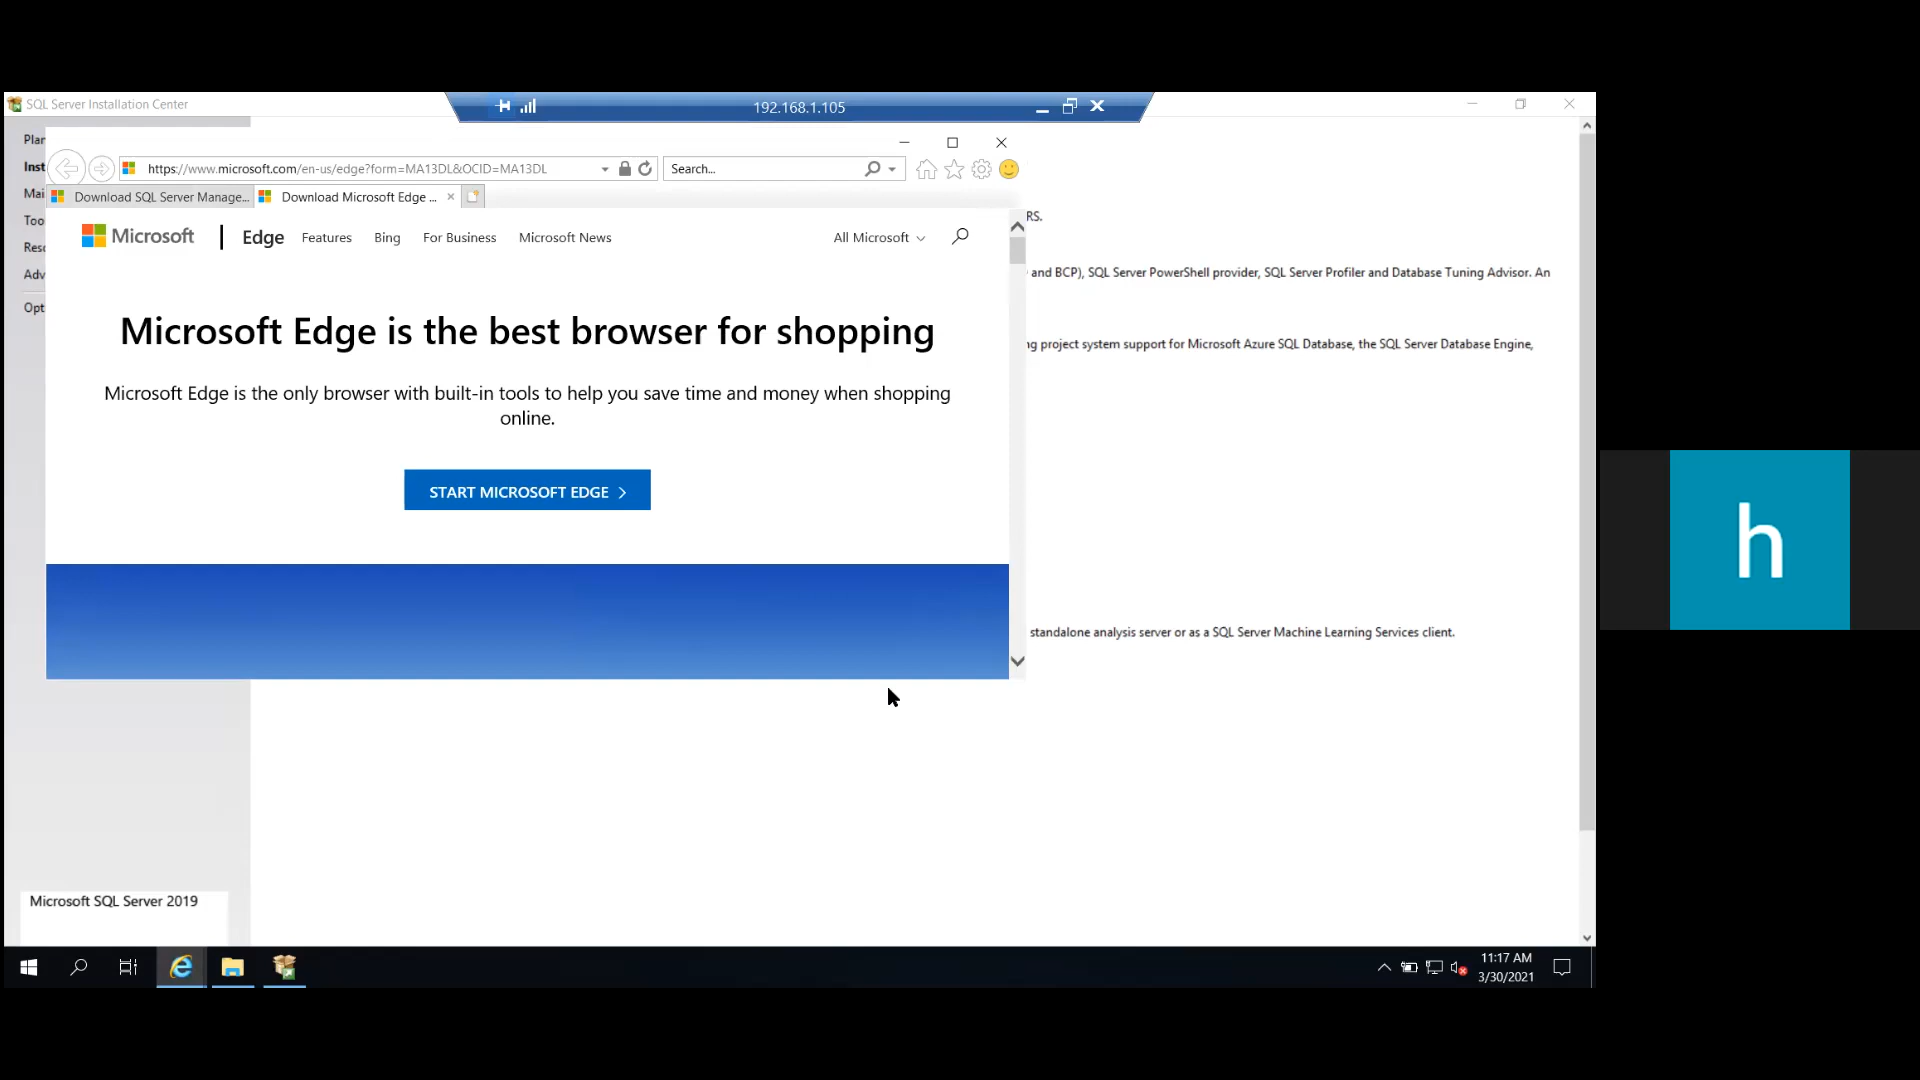 SQL Server Installation Center
192.168.1.105
Plan
Inst
Mai
Too
Reso
Adv
Opt
https://www.microsoft.com/en-us/edge?form=MA13DL&OCID=MA13DL
Search...
Download SQL Server Manage...
Download Microsoft Edge ...
Microsoft
Edge
Features
Bing
For Business
Microsoft News
All Microsoft
RS.
and BCP), SQL Server PowerShell provider, SQL Server Profiler and Database Tuning Advisor. An
Microsoft Edge is the best browser for shopping
ng project system support for Microsoft Azure SQL Database, the SQL Server Database Engine,
Microsoft Edge is the only browser with built-in tools to help you save time and money when shopping
online.
START MICROSOFT EDGE
h
standalone analysis server or as a SQL Server Machine Learning Services client.
Microsoft SQL Server 2019
11:17 AM
3/30/2021